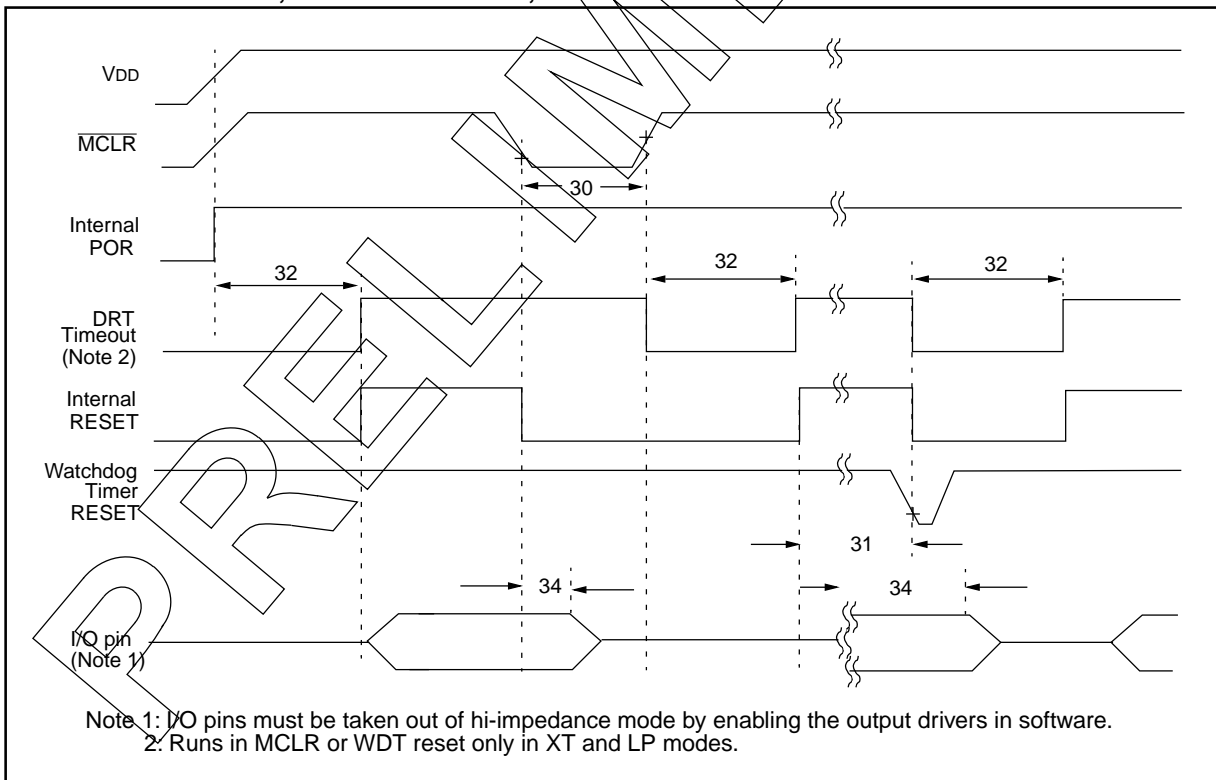 VDD
MCLR
30
Internal
POR
32
32
32
DRT
Timeout
(Note 2)
Internal
RESET
Watchdog
Timer
RESET
31
34
34
I/O pin
(Note 1)
Note 1: I/O pins must be taken out of hi-impedance mode by enabling the output drivers in software.
2: Runs in MCLR or WDT reset only in XT and LP modes.
PRELIM